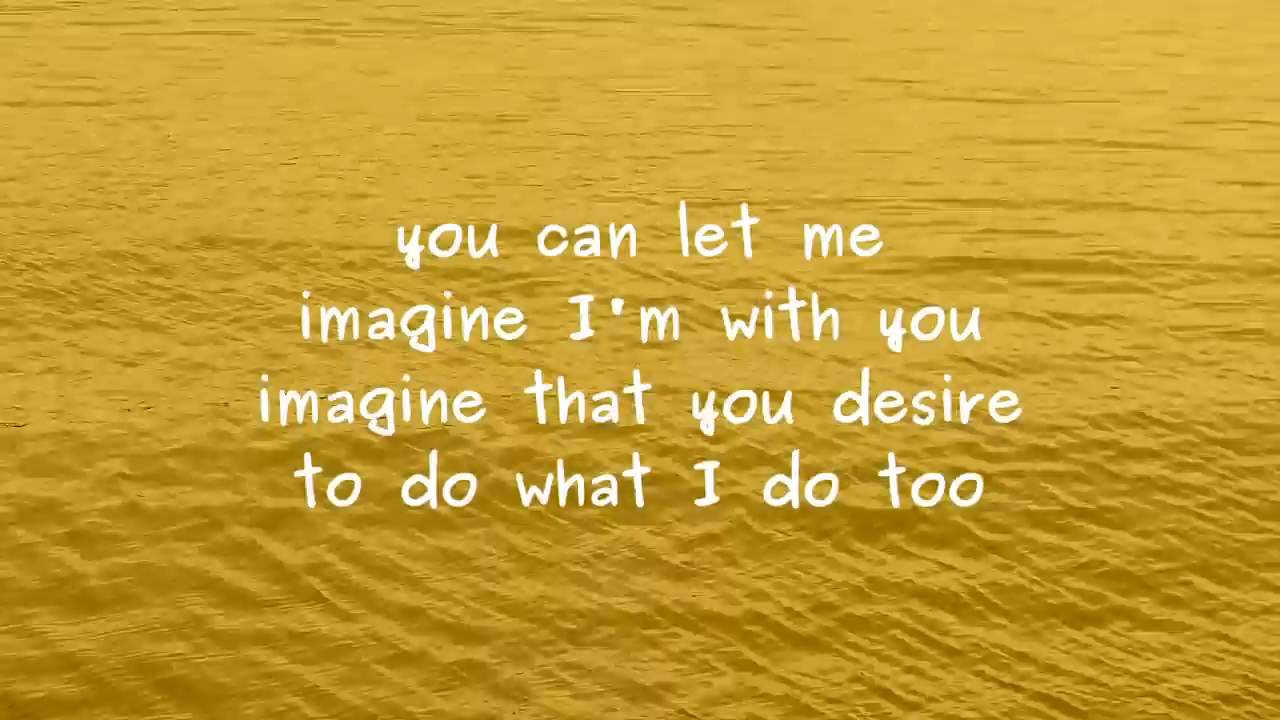 you can let me
imagine I'm with you
imagine that you desire
to do what I do too